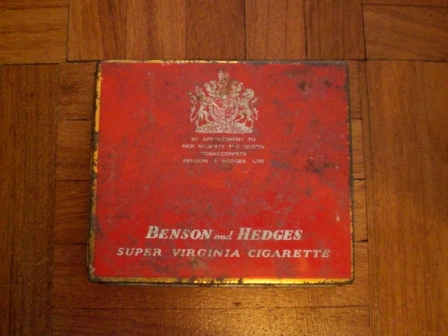 BY APPOINTMENT TO
HER MAJESTY THE QUEEN
TOBACCONISTS
BENSON & HEDGES LTD
BENSON and HEDGES
SUPER VIRGINIA CIGARETTE